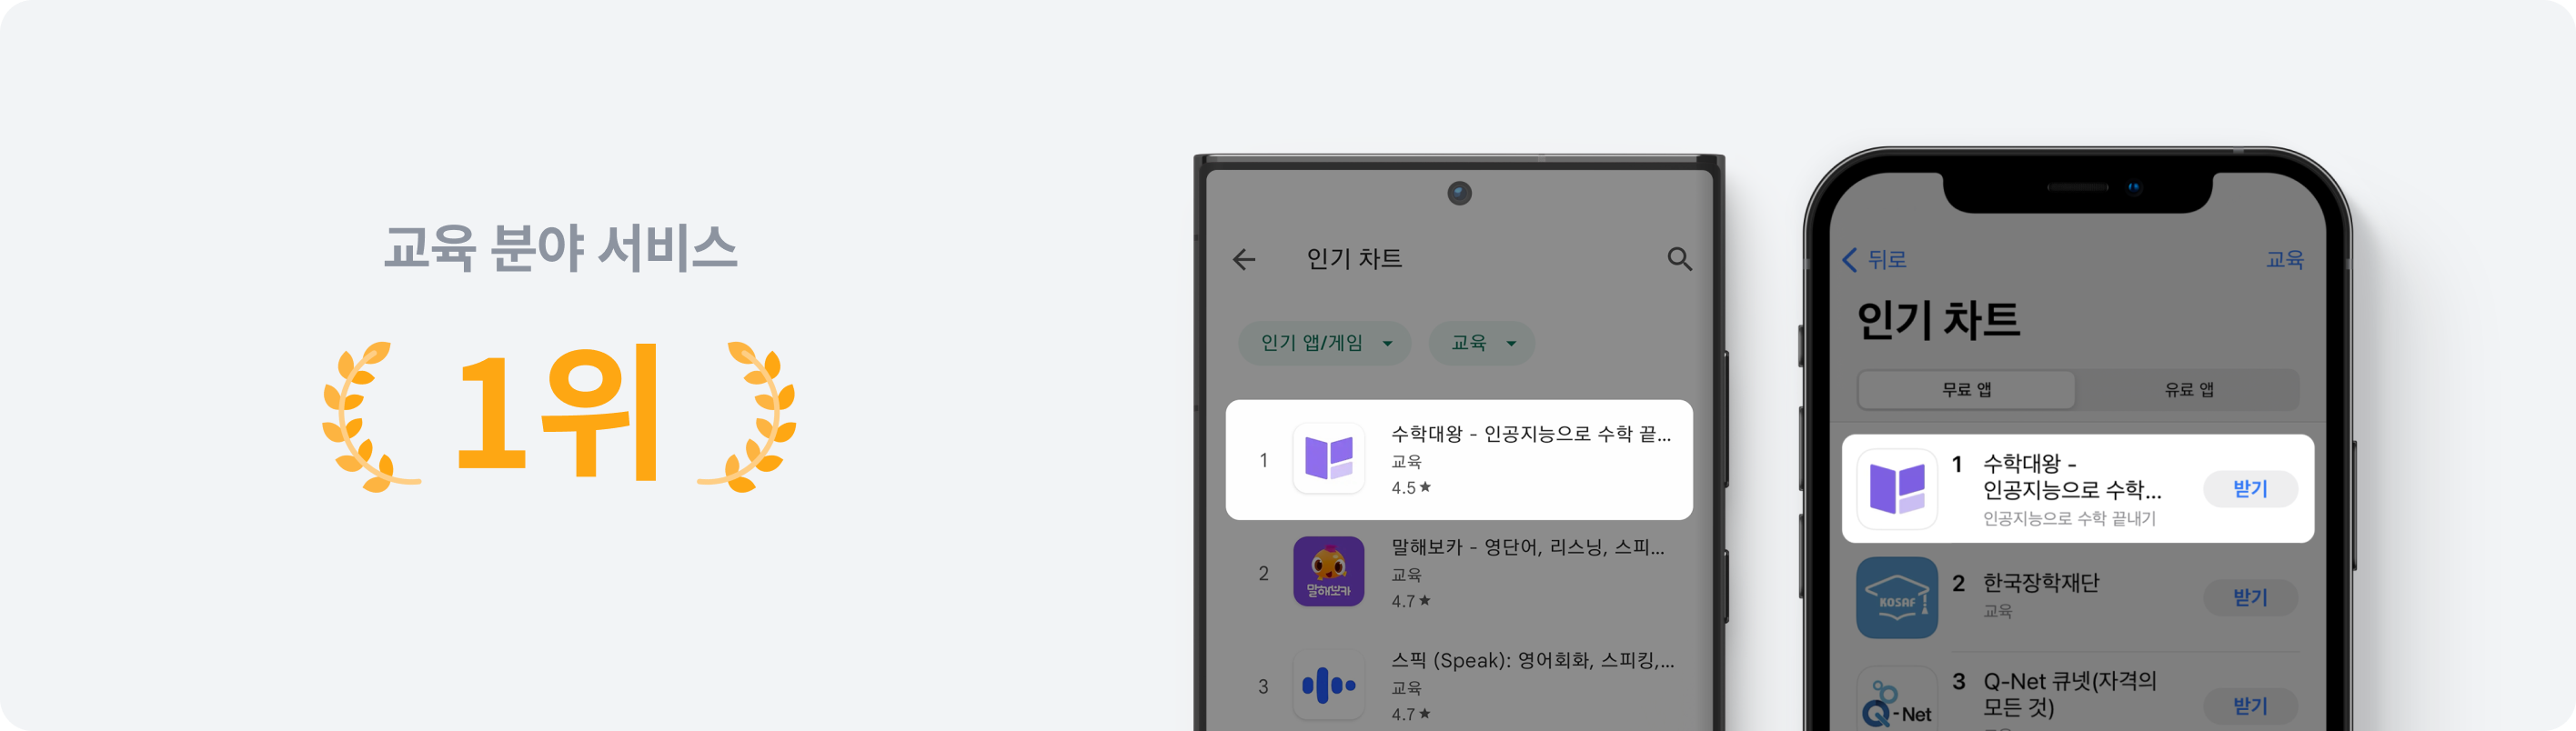 교육 분야 서비스
1위
인기 차트
인기 앱/게임
교육
1
수학대왕 - 인공지능으로 수학 끝...
교육
4.5★
2
말해보카
말해보카 - 영단어, 리스닝, 스피...
교육
4.7★
3
스픽 (Speak): 영어회화, 스피킹,...
교육
4.7★
뒤로
교육
인기 차트
무료 앱
유료 앱
1
수학대왕 -
인공지능으로 수학...
인공지능으로 수학 끝내기
받기
KOSAF
2
한국장학재단
교육
받기
Q-Net
3
Q-Net 큐넷(자격의
모든 것)
받기